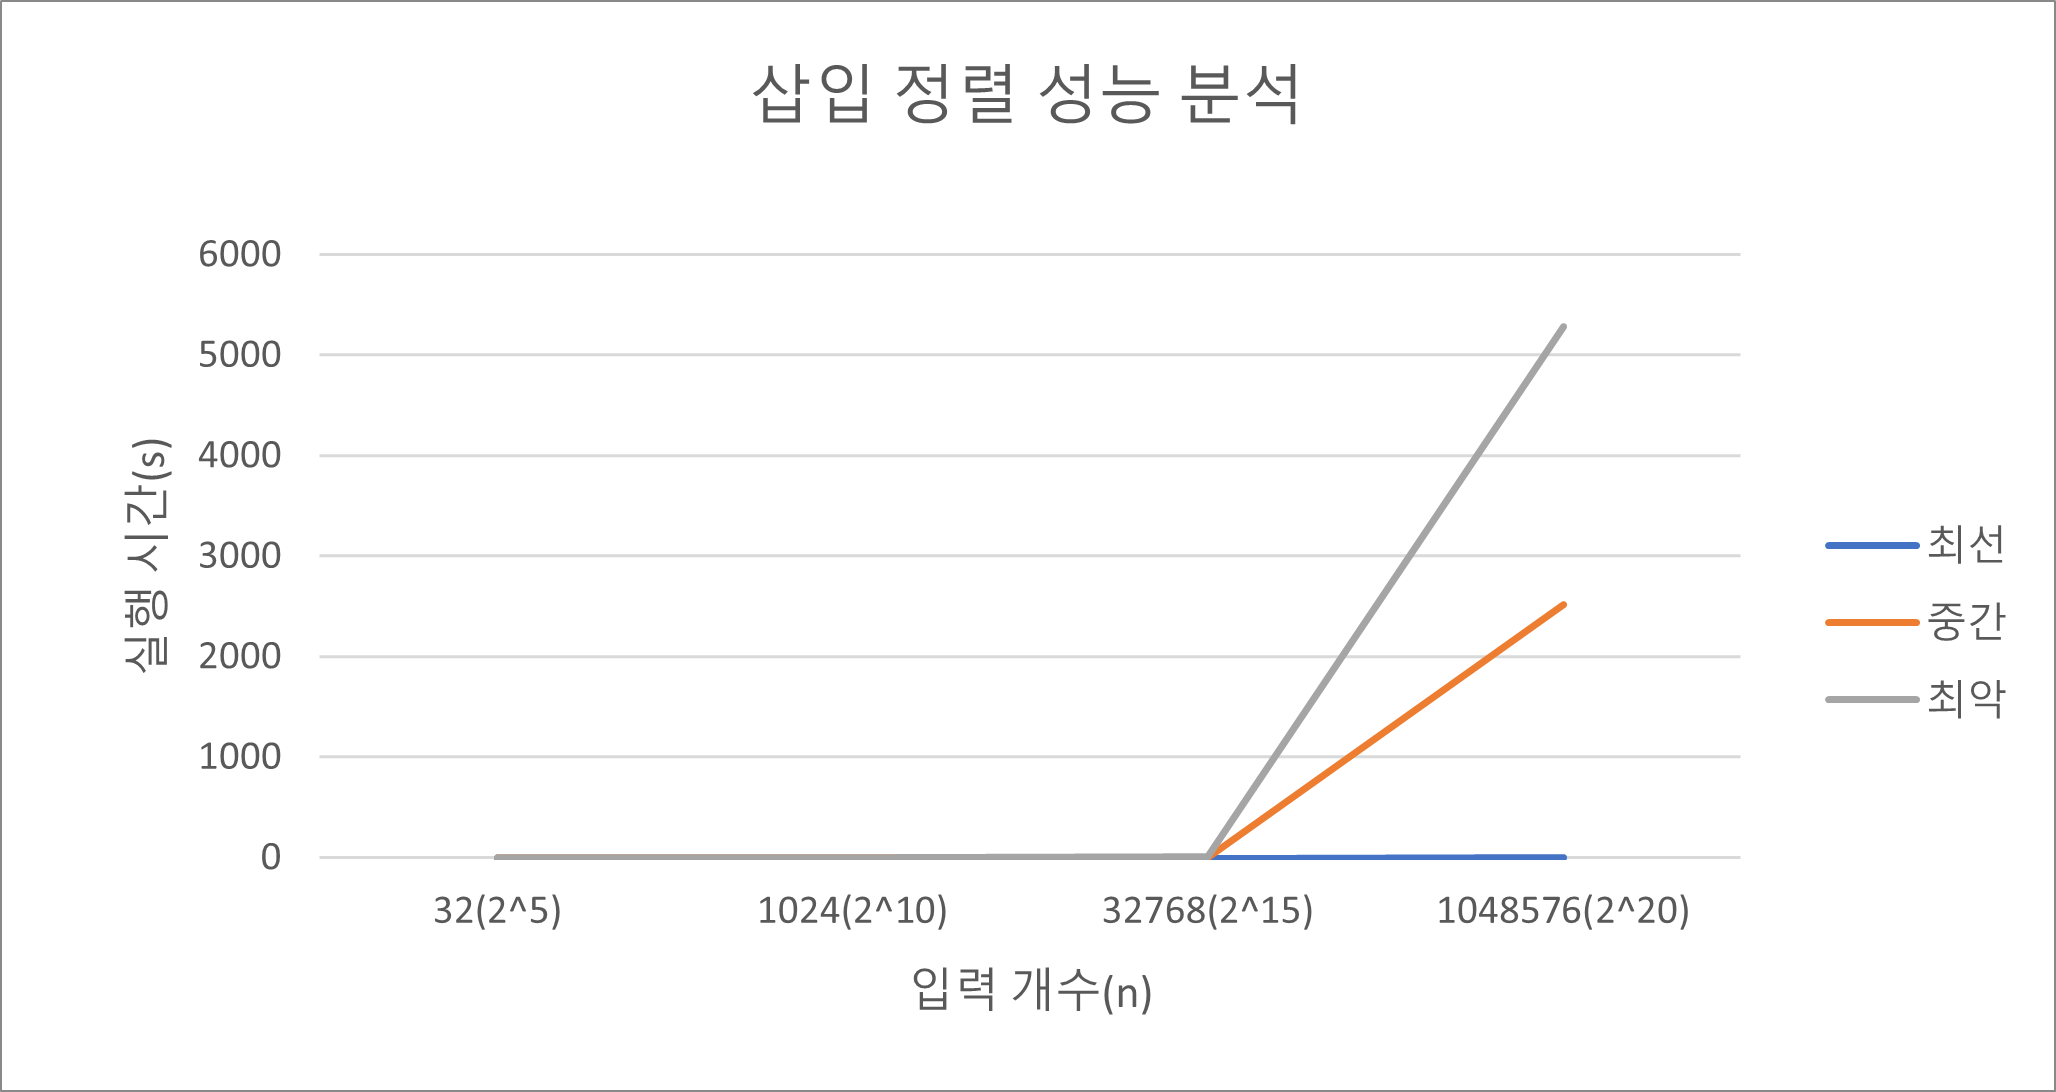 삽입 정렬 성능 분석
실행 시간(s)
6000
5000
4000
3000
2000
1000
0
32(2^5)
1024(2^10)
32768(2^15)
1048576(2^20)
입력 개수(n)
최선
중간
최악